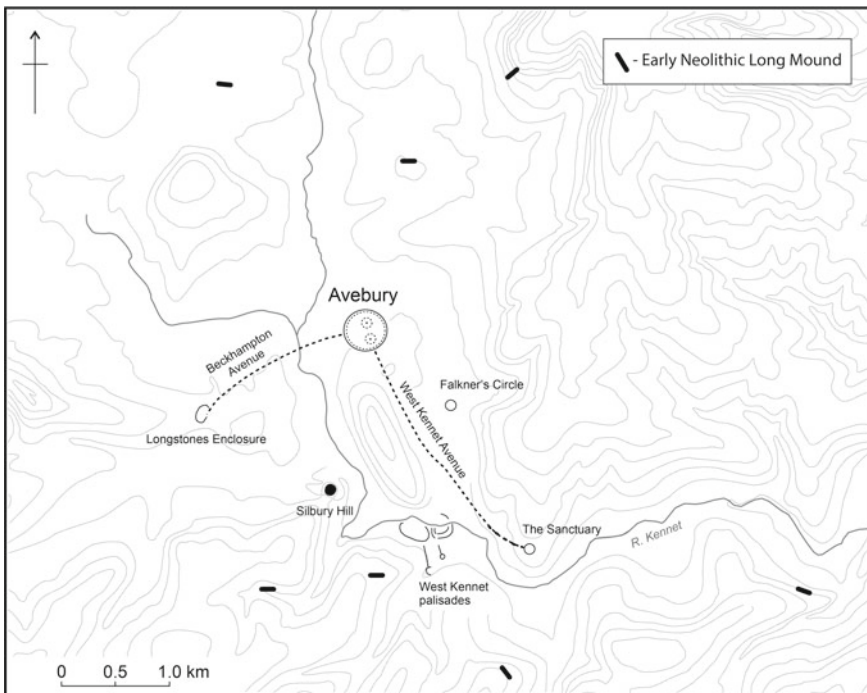 - Early Neolithic Long Mound
Avebury
Beckhampton
Avenue
West Kennet Avenue
Falkner's Circle
Longstones Enclosure
Silbury Hill
The Sanctuary
R. Kennet
West Kennet
palisades
0 0.5 1.0 km